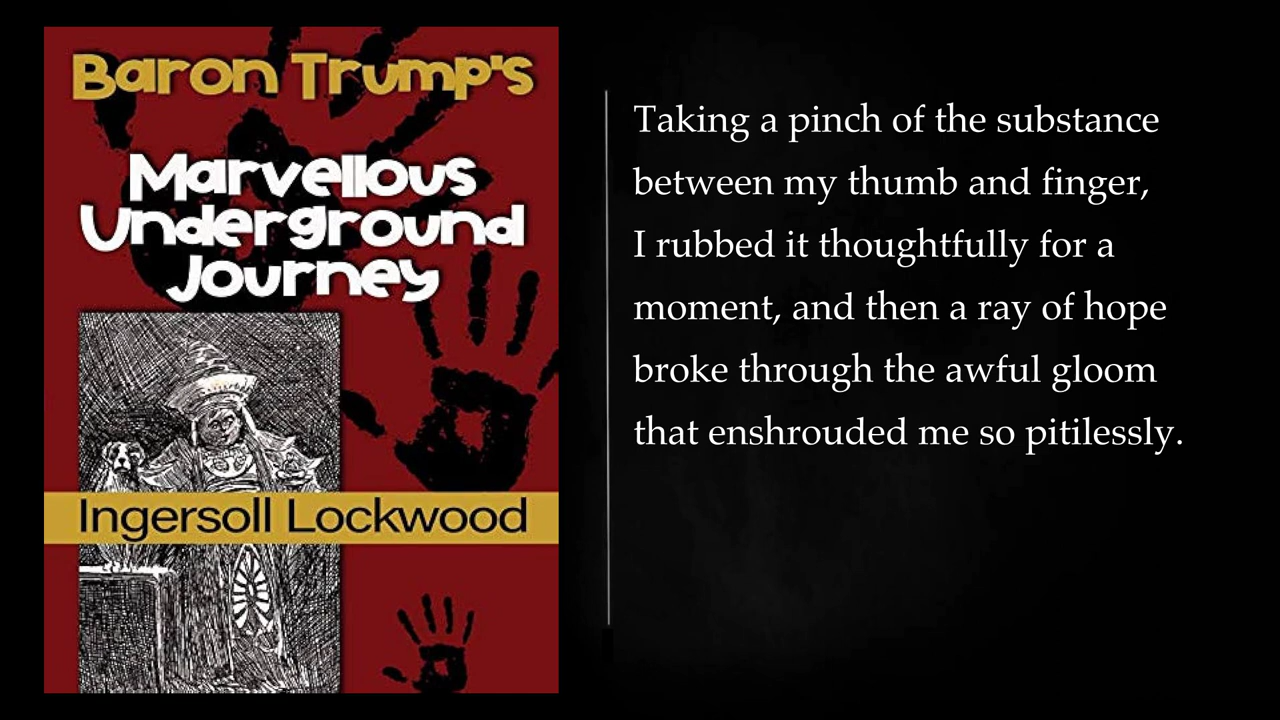 Baron Trump's
Marvellous
Underground
Journey
Ingersoll Lockwood
Taking a pinch of the substance
between my thumb and finger,
I rubbed it thoughtfully for a
moment, and then a ray of hope
broke through the awful gloom
that enshrouded me so pitilessly.